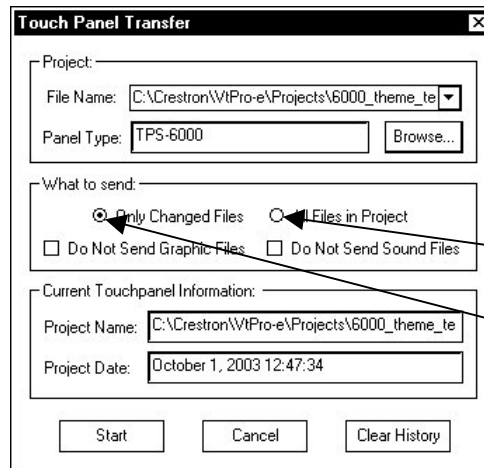 Touch Panel Transfer
Project:
File Name: C:\Crestron\VtPro-e\Projects\6000_theme_te
Panel Type: TPS-6000 Browse...
What to send:
Only Changed Files All Files in Project
Do Not Send Graphic Files Do Not Send Sound Files
Current Touchpanel Information:
Project Name: C:\Crestron\VtPro-e\Projects\6000_theme_te
Project Date: October 1, 2003 12:47:34
Start Cancel Clear History